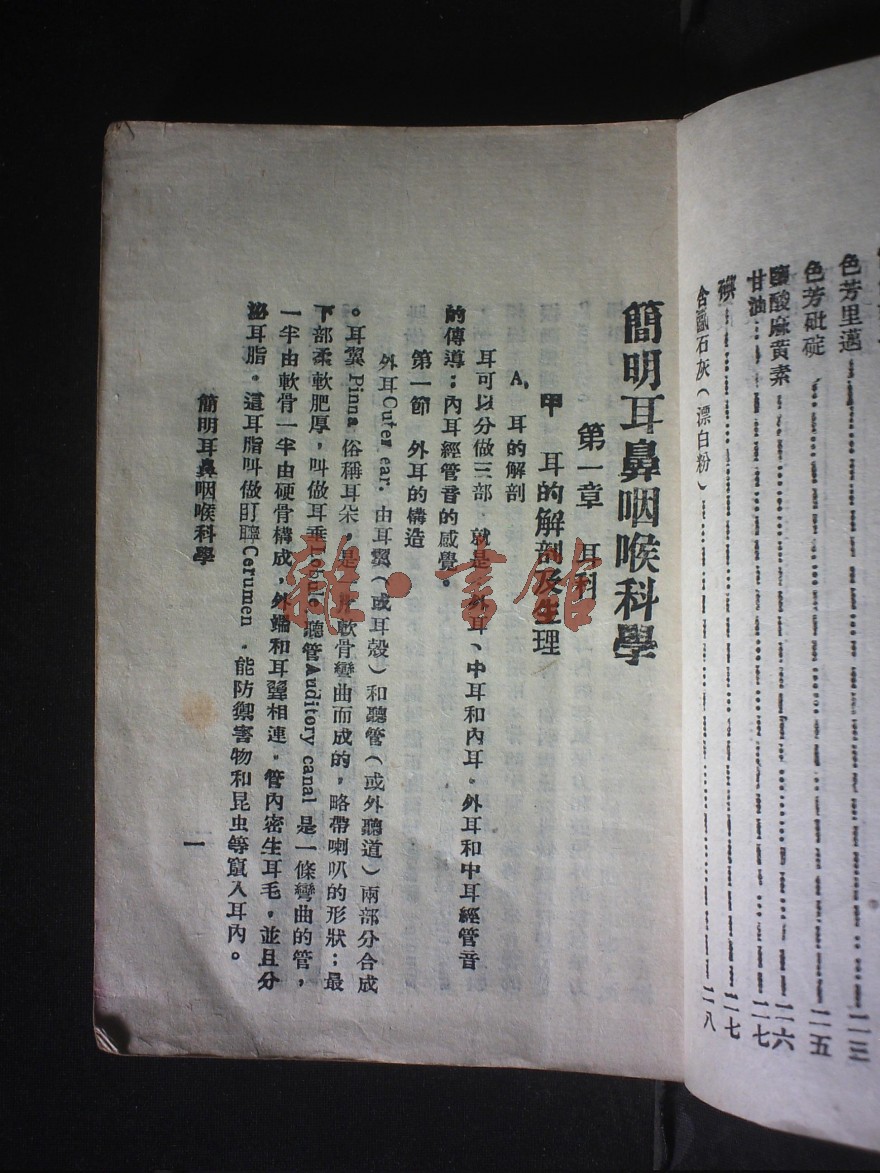 色芳里邁………二三
色芳砒碇………二五
鹽酸麻黄素………二六
甘油………二七
碘………二七
含氯石灰（漂白粉）………二八
簡明耳鼻咽喉科學
第一章　耳科
甲　耳的解剖及生理
A, 耳的解剖
耳可以分做三部　就是　外耳、中耳和內耳。外耳和中耳經管音
的傳導；內耳經管音的感覺。
第一節　外耳的構造
外耳Outer ear. 由耳翼（或耳殼）和聽管（或外聽道）兩部分合成
。耳翼Pinna 俗稱耳朵，是一片軟骨彎曲而成的，略帶喇叭的形狀；最
下部柔軟肥厚，叫做耳垂Lobule 聽管Auditory canal 是一條彎曲的管，
一半由軟骨一半由硬骨構成，外端和耳翼相連．管內密生耳毛，並且分
泌耳脂。這耳脂叫做耵聹Cerumen．能防禦害物和昆虫等竄入耳內。
簡明耳鼻咽喉科學
一
雜·書館